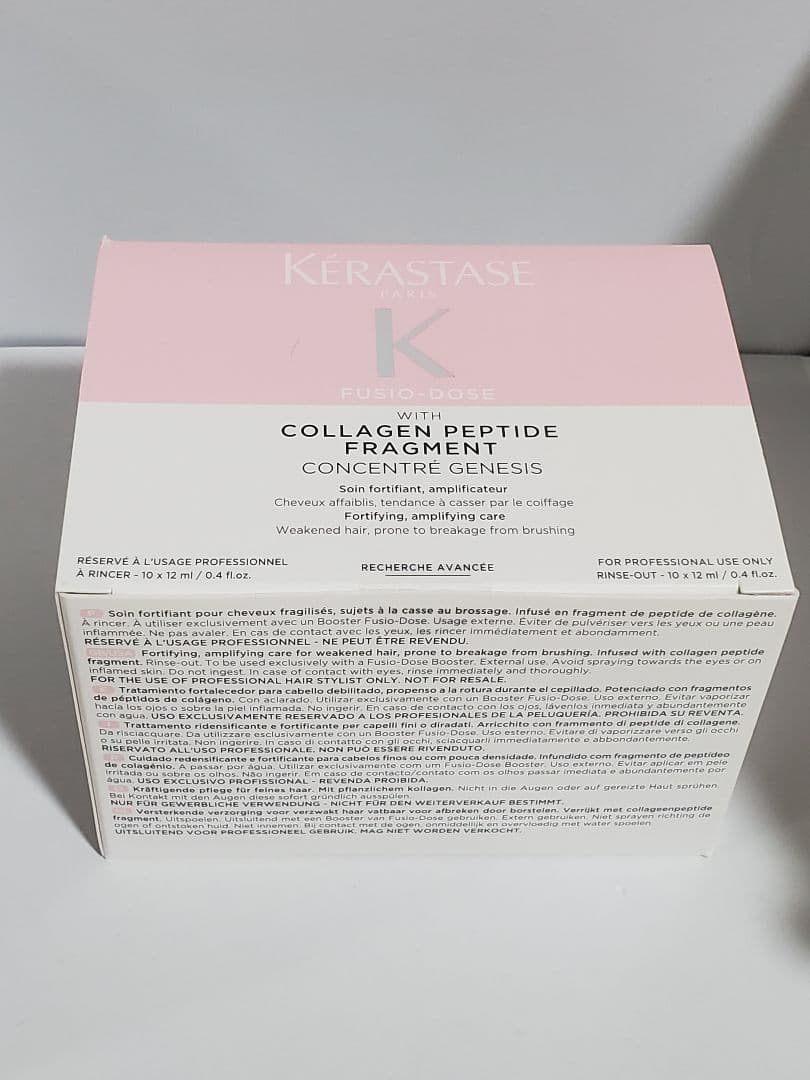 KÉRASTASE
PARIS
K
FUSIO-DOSE
WITH
COLLAGEN PEPTIDE
FRAGMENT
CONCENTRÉ GENESIS
Soin fortifiant, amplificateur
Cheveux affaiblis, tendance à casser par le coiffage
Fortifying, amplifying care
Weakened hair, prone to breakage from brushing
RÉSERVÉ À L'USAGE PROFESSIONNEL
À RINCER - 10 x 12 ml / 0.4 fl.oz.
RECHERCHE AVANCÉE
FOR PROFESSIONAL USE ONLY
RINSE-OUT - 10 x 12 ml / 0.4 fl.oz.
F Soin fortifiant pour cheveux fragilisés, sujets à la casse au brossage. Infusé en fragment de peptide de collagène.
À rincer. À utiliser exclusivement avec un Booster Fusio-Dose. Usage externe. Éviter de pulvériser vers les yeux ou une peau
inflammée. Ne pas avaler. En cas de contact avec les yeux, les rincer immédiatement et abondamment.
RÉSERVÉ À L'USAGE PROFESSIONNEL - NE PEUT ÊTRE REVENDU.
GB/USA Fortifying, amplifying care for weakened hair, prone to breakage from brushing. Infused with collagen peptide
fragment. Rinse-out. To be used exclusively with a Fusio-Dose Booster. External use. Avoid spraying towards the eyes or on
inflamed skin. Do not ingest. In case of contact with eyes, rinse immediately and thoroughly.
FOR THE USE OF PROFESSIONAL HAIR STYLIST ONLY. NOT FOR RESALE.
E Tratamiento fortalecedor para cabello debilitado, propenso a la rotura durante el cepillado. Potenciado con fragmentos
de péptidos de colágeno. Con aclarado. Utilizar exclusivamente con un Booster Fusio-Dose. Uso externo. Evitar vaporizar
hacia los ojos o sobre la piel inflamada. No ingerir. En caso de contacto con los ojos, lávenlos inmediata y abundantemente
con agua. USO EXCLUSIVAMENTE RESERVADO A LOS PROFESIONALES DE LA PELUQUERÍA. PROHIBIDA SU REVENTA.
I Trattamento ridensificante e fortificante per capelli fini o diradati. Arricchito con frammento di peptide di collagene.
Da risciacquare. Da utilizzare esclusivamente con un Booster Fusio-Dose. Uso esterno. Evitare di vaporizzare verso gli occhi
o su pelle irritata. Non ingerire. In caso di contatto con gli occhi, sciacquarli immediatamente e abbondantemente.
RISERVATO ALL'USO PROFESSIONALE. NON PUÒ ESSERE RIVENDUTO.
P Cuidado redensificante e fortificante para cabelos finos ou com pouca densidade. Infundido com fragmento de peptídeo
de colagénio. A passar por água. Utilizar exclusivamente com um Booster Fusio-Dose. Uso externo. Evitar aplicar em pele
irritada ou sobre os olhos. Não ingerir. Em caso de contacto/contato com os olhos passar imediata e abundantemente por
água. USO EXCLUSIVO PROFISSIONAL - REVENDA PROIBIDA.
D Kräftigende pflege für feines haar. Mit pflanzlichem kollagen. Nicht in die Augen oder auf gereizte Haut sprühen.
Bei Kontakt mit den Augen diese sofort gründlich ausspülen.
NUR FÜR GEWERBLICHE VERWENDUNG - NICHT FÜR DEN WEITERVERKAUF BESTIMMT.
Versterkende verzorging voor verzwakt haar vatbaar voor afbreken door borstelen. Verrijkt met collageenpeptide
fragment. Uitspoelen. Uitsluitend met een Booster van Fusio-Dose gebruiken. Extern gebruiken. Niet sprayen richting de
ogen of ontstoken huid. Niet innemen. Bij contact met de ogen, onmiddellijk en overvloedig met water spoelen.
UITSLUITEND VOOR PROFESSIONEEL GEBRUIK. MAG NIET WORDEN VERKOCHT.